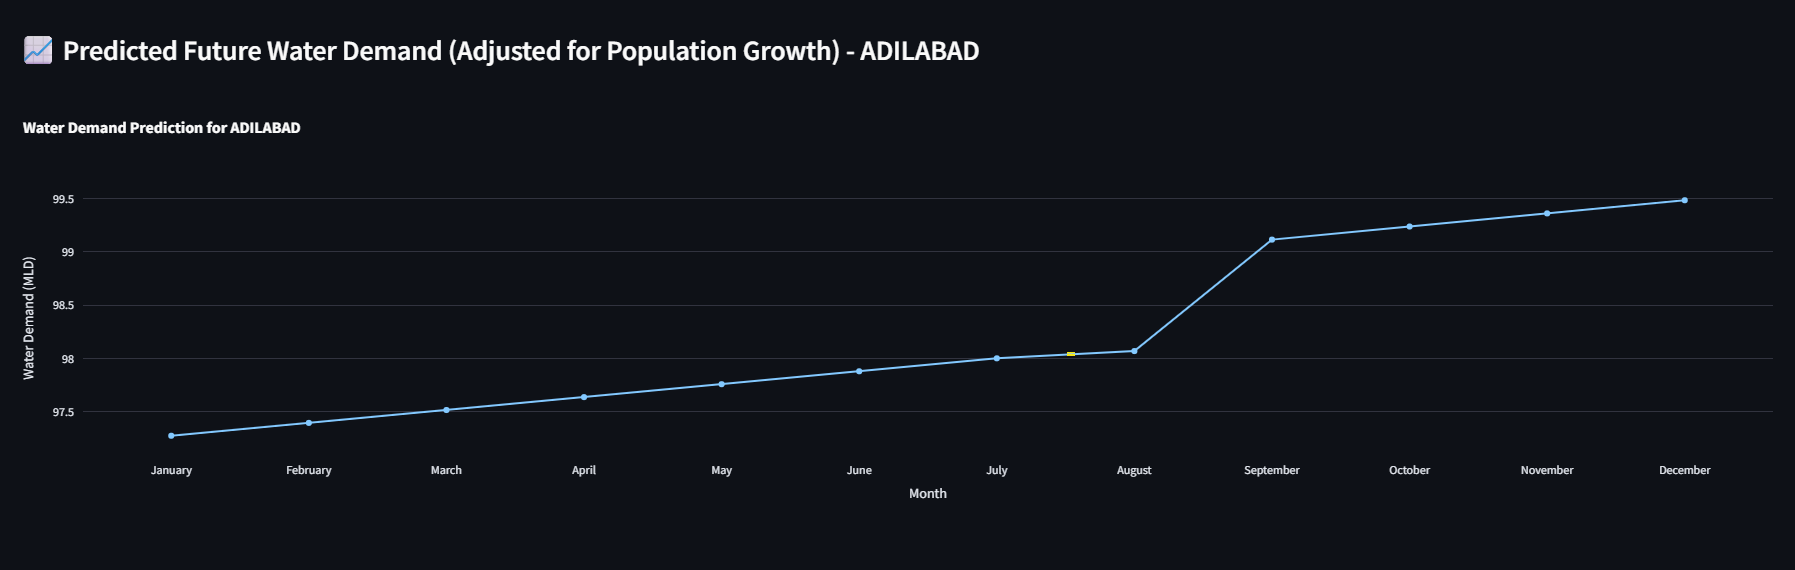 Predicted Future Water Demand (Adjusted for Population Growth) - ADILABAD
Water Demand Prediction for ADILABAD
99.5
99
98.5
98
97.5
Water Demand (MLD)
January February March April May June July August September October November December
Month